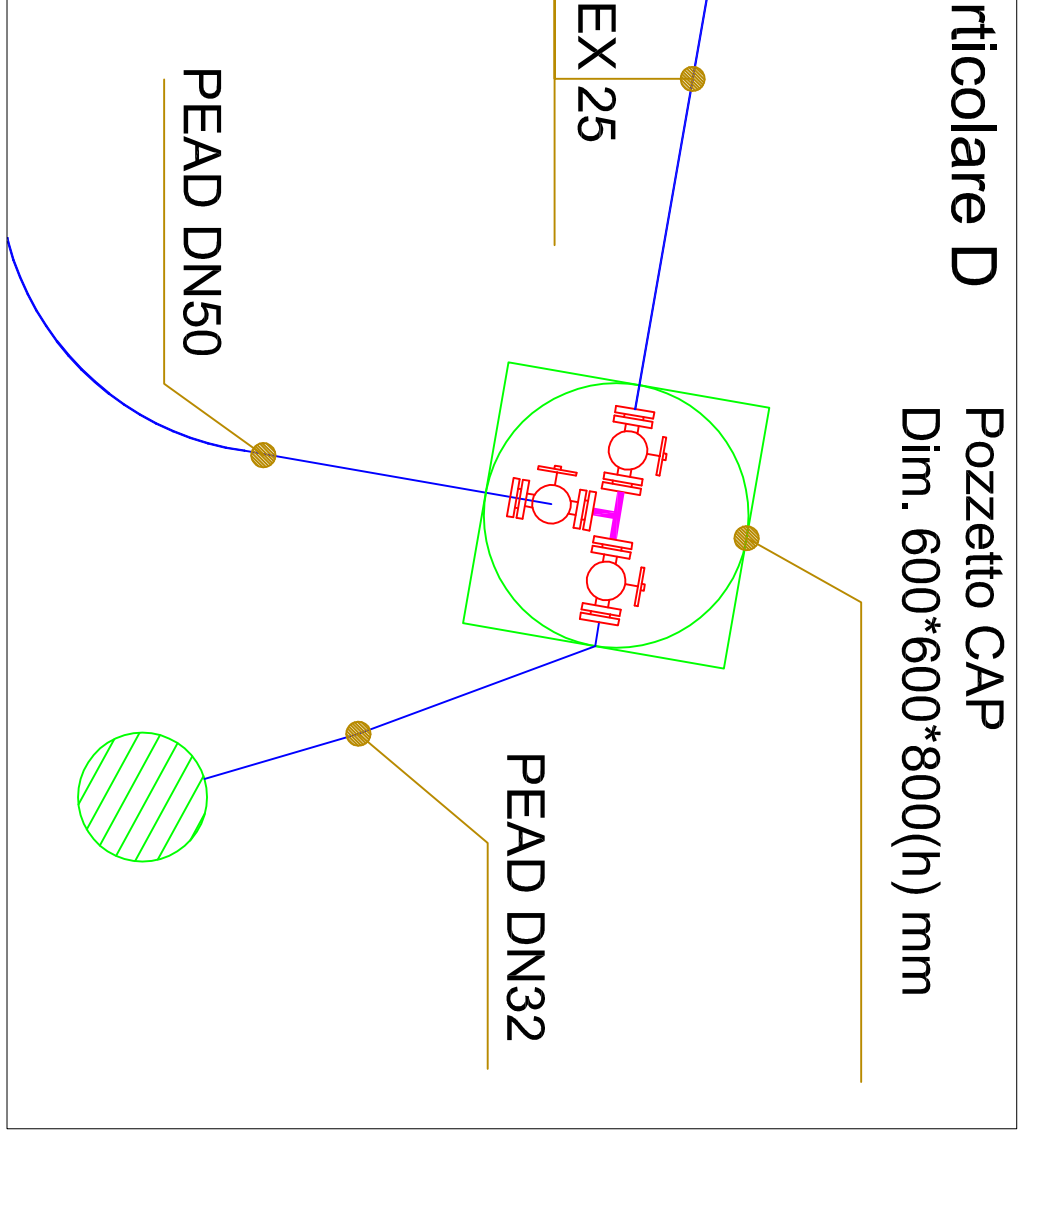 rticolare D
Pozzetto CAP
Dim. 600*600*800(h) mm
EX 25
PEAD DN32
PEAD DN50